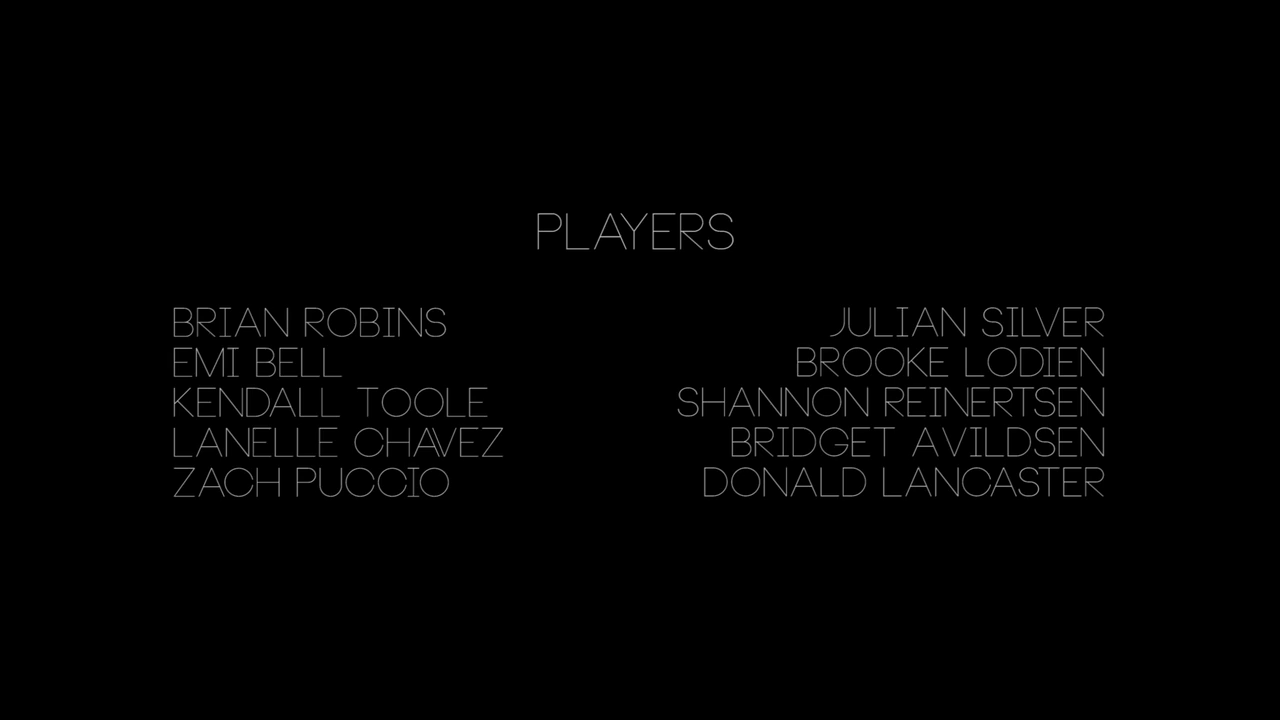 PLAYERS
BRIAN ROBINS
EMI BELL
KENDALL TOOLE
LANELLE CHAVEZ
ZACH PUCCIO
JULIAN SILVER
BROOKE LODIEN
SHANNON REINERTSEN
BRIDGET AVILDSEN
DONALD LANCASTER